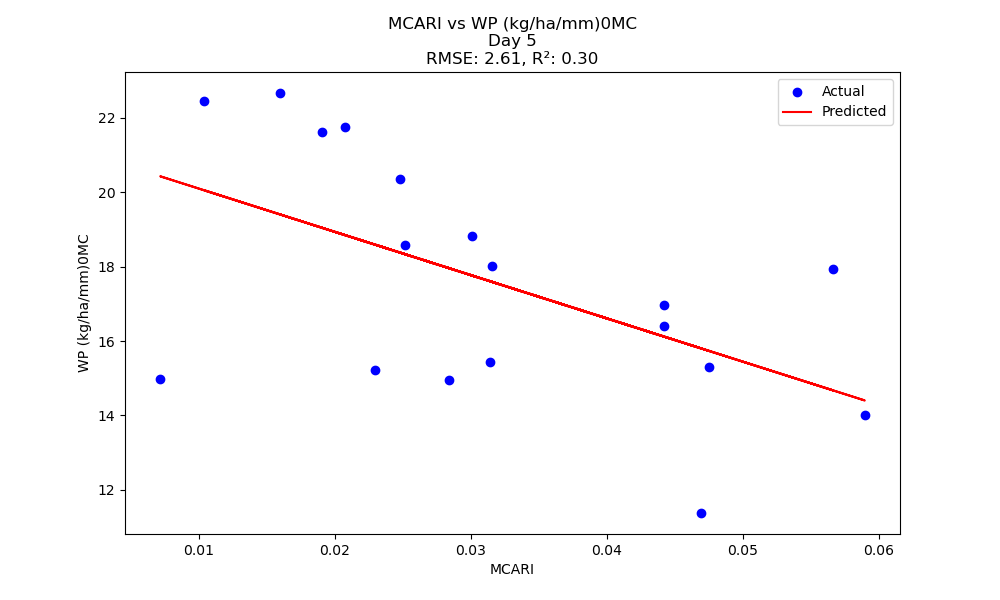 MCARI vs WP (kg/ha/mm)0MC
Day 5
RMSE: 2.61, R²: 0.30
Actual
Predicted
22
20
18
16
14
12
WP (kg/ha/mm)0MC
0.01 0.02 0.03 0.04 0.05 0.06
MCARI